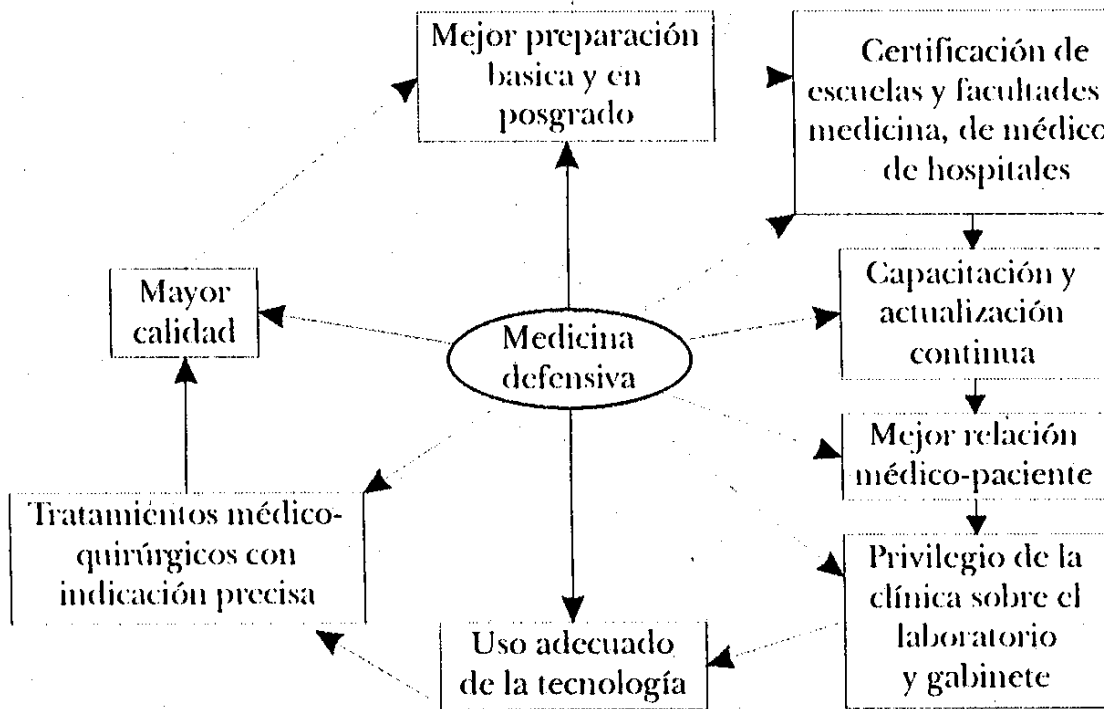 Mejor preparación
basica y en
posgrado
Certificación de
escuelas y facultades
medicina, de médico
de hospitales
Mayor
calidad
Medicina
defensiva
Capacitación y
actualización
continua
Mejor relación
médico-paciente
Tratamientos médico-
quirúrgicos con
indicación precisa
Privilegio de la
clínica sobre el
laboratorio
y gabinete
Uso adecuado
de la tecnología